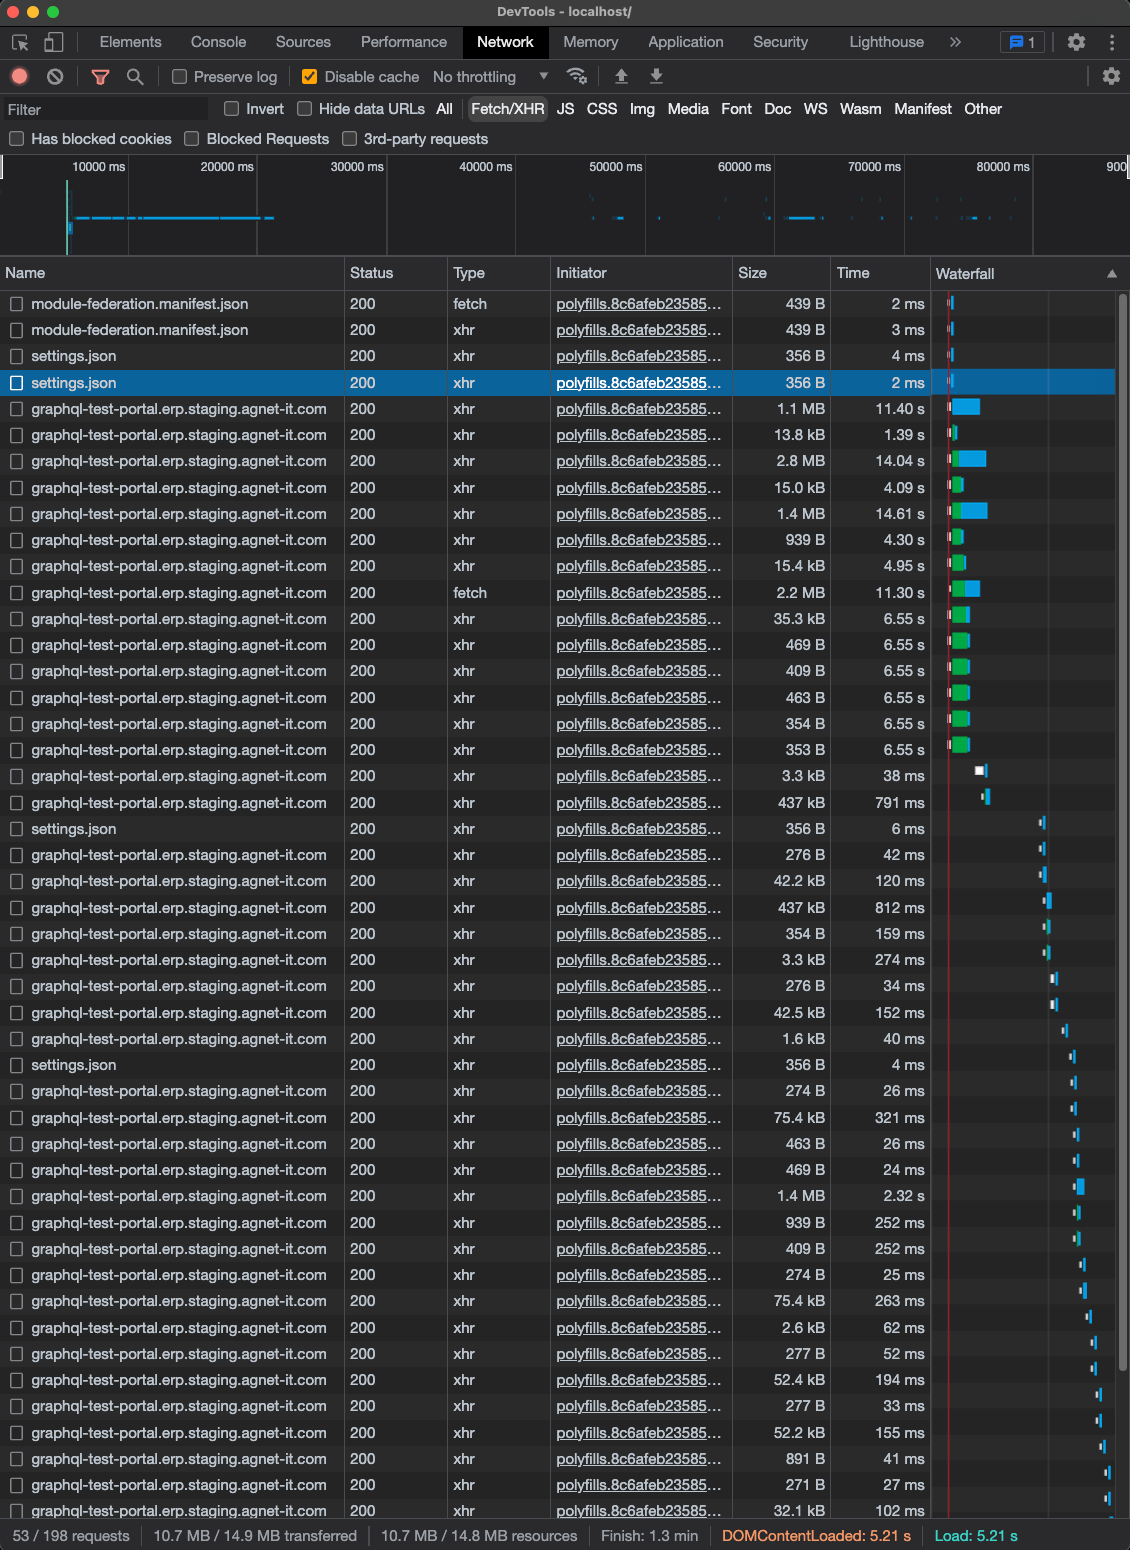 DevTools - localhost/
Elements Console Sources Performance Network Memory Application Security Lighthouse » 1
Preserve log Disable cache No throttling
Filter Invert Hide data URLs All Fetch/XHR JS CSS Img Media Font Doc WS Wasm Manifest Other
Has blocked cookies Blocked Requests 3rd-party requests
10000 ms 20000 ms 30000 ms 40000 ms 50000 ms 60000 ms 70000 ms 80000 ms 900
Name Status Type Initiator Size Time Waterfall
module-federation.manifest.json 200 fetch polyfills.8c6afeb23585... 439 B 2 ms
module-federation.manifest.json 200 xhr polyfills.8c6afeb23585... 439 B 3 ms
settings.json 200 xhr polyfills.8c6afeb23585... 356 B 4 ms
settings.json 200 xhr polyfills.8c6afeb23585... 356 B 2 ms
graphql-test-portal.erp.staging.agnet-it.com 200 xhr polyfills.8c6afeb23585... 1.1 MB 11.40 s
graphql-test-portal.erp.staging.agnet-it.com 200 xhr polyfills.8c6afeb23585... 13.8 kB 1.39 s
graphql-test-portal.erp.staging.agnet-it.com 200 xhr polyfills.8c6afeb23585... 2.8 MB 14.04 s
graphql-test-portal.erp.staging.agnet-it.com 200 xhr polyfills.8c6afeb23585... 15.0 kB 4.09 s
graphql-test-portal.erp.staging.agnet-it.com 200 xhr polyfills.8c6afeb23585... 1.4 MB 14.61 s
graphql-test-portal.erp.staging.agnet-it.com 200 xhr polyfills.8c6afeb23585... 939 B 4.30 s
graphql-test-portal.erp.staging.agnet-it.com 200 xhr polyfills.8c6afeb23585... 15.4 kB 4.95 s
graphql-test-portal.erp.staging.agnet-it.com 200 fetch polyfills.8c6afeb23585... 2.2 MB 11.30 s
graphql-test-portal.erp.staging.agnet-it.com 200 xhr polyfills.8c6afeb23585... 35.3 kB 6.55 s
graphql-test-portal.erp.staging.agnet-it.com 200 xhr polyfills.8c6afeb23585... 469 B 6.55 s
graphql-test-portal.erp.staging.agnet-it.com 200 xhr polyfills.8c6afeb23585... 409 B 6.55 s
graphql-test-portal.erp.staging.agnet-it.com 200 xhr polyfills.8c6afeb23585... 463 B 6.55 s
graphql-test-portal.erp.staging.agnet-it.com 200 xhr polyfills.8c6afeb23585... 354 B 6.55 s
graphql-test-portal.erp.staging.agnet-it.com 200 xhr polyfills.8c6afeb23585... 353 B 6.55 s
graphql-test-portal.erp.staging.agnet-it.com 200 xhr polyfills.8c6afeb23585... 3.3 kB 38 ms
graphql-test-portal.erp.staging.agnet-it.com 200 xhr polyfills.8c6afeb23585... 437 kB 791 ms
settings.json 200 xhr polyfills.8c6afeb23585... 356 B 6 ms
graphql-test-portal.erp.staging.agnet-it.com 200 xhr polyfills.8c6afeb23585... 276 B 42 ms
graphql-test-portal.erp.staging.agnet-it.com 200 xhr polyfills.8c6afeb23585... 42.2 kB 120 ms
graphql-test-portal.erp.staging.agnet-it.com 200 xhr polyfills.8c6afeb23585... 437 kB 812 ms
graphql-test-portal.erp.staging.agnet-it.com 200 xhr polyfills.8c6afeb23585... 354 B 159 ms
graphql-test-portal.erp.staging.agnet-it.com 200 xhr polyfills.8c6afeb23585... 3.3 kB 274 ms
graphql-test-portal.erp.staging.agnet-it.com 200 xhr polyfills.8c6afeb23585... 276 B 34 ms
graphql-test-portal.erp.staging.agnet-it.com 200 xhr polyfills.8c6afeb23585... 42.5 kB 152 ms
graphql-test-portal.erp.staging.agnet-it.com 200 xhr polyfills.8c6afeb23585... 1.6 kB 40 ms
settings.json 200 xhr polyfills.8c6afeb23585... 356 B 4 ms
graphql-test-portal.erp.staging.agnet-it.com 200 xhr polyfills.8c6afeb23585... 274 B 26 ms
graphql-test-portal.erp.staging.agnet-it.com 200 xhr polyfills.8c6afeb23585... 75.4 kB 321 ms
graphql-test-portal.erp.staging.agnet-it.com 200 xhr polyfills.8c6afeb23585... 463 B 26 ms
graphql-test-portal.erp.staging.agnet-it.com 200 xhr polyfills.8c6afeb23585... 469 B 24 ms
graphql-test-portal.erp.staging.agnet-it.com 200 xhr polyfills.8c6afeb23585... 1.4 MB 2.32 s
graphql-test-portal.erp.staging.agnet-it.com 200 xhr polyfills.8c6afeb23585... 939 B 252 ms
graphql-test-portal.erp.staging.agnet-it.com 200 xhr polyfills.8c6afeb23585... 409 B 252 ms
graphql-test-portal.erp.staging.agnet-it.com 200 xhr polyfills.8c6afeb23585... 274 B 25 ms
graphql-test-portal.erp.staging.agnet-it.com 200 xhr polyfills.8c6afeb23585... 75.4 kB 263 ms
graphql-test-portal.erp.staging.agnet-it.com 200 xhr polyfills.8c6afeb23585... 2.6 kB 62 ms
graphql-test-portal.erp.staging.agnet-it.com 200 xhr polyfills.8c6afeb23585... 277 B 52 ms
graphql-test-portal.erp.staging.agnet-it.com 200 xhr polyfills.8c6afeb23585... 52.4 kB 194 ms
graphql-test-portal.erp.staging.agnet-it.com 200 xhr polyfills.8c6afeb23585... 277 B 33 ms
graphql-test-portal.erp.staging.agnet-it.com 200 xhr polyfills.8c6afeb23585... 52.2 kB 155 ms
graphql-test-portal.erp.staging.agnet-it.com 200 xhr polyfills.8c6afeb23585... 891 B 41 ms
graphql-test-portal.erp.staging.agnet-it.com 200 xhr polyfills.8c6afeb23585... 271 B 27 ms
graphql-test-portal.erp.staging.agnet-it.com 200 xhr polyfills.8c6afeb23585... 32.1 kB 102 ms
53 / 198 requests 10.7 MB / 14.9 MB transferred 10.7 MB / 14.8 MB resources Finish: 1.3 min DOMContentLoaded: 5.21 s Load: 5.21 s